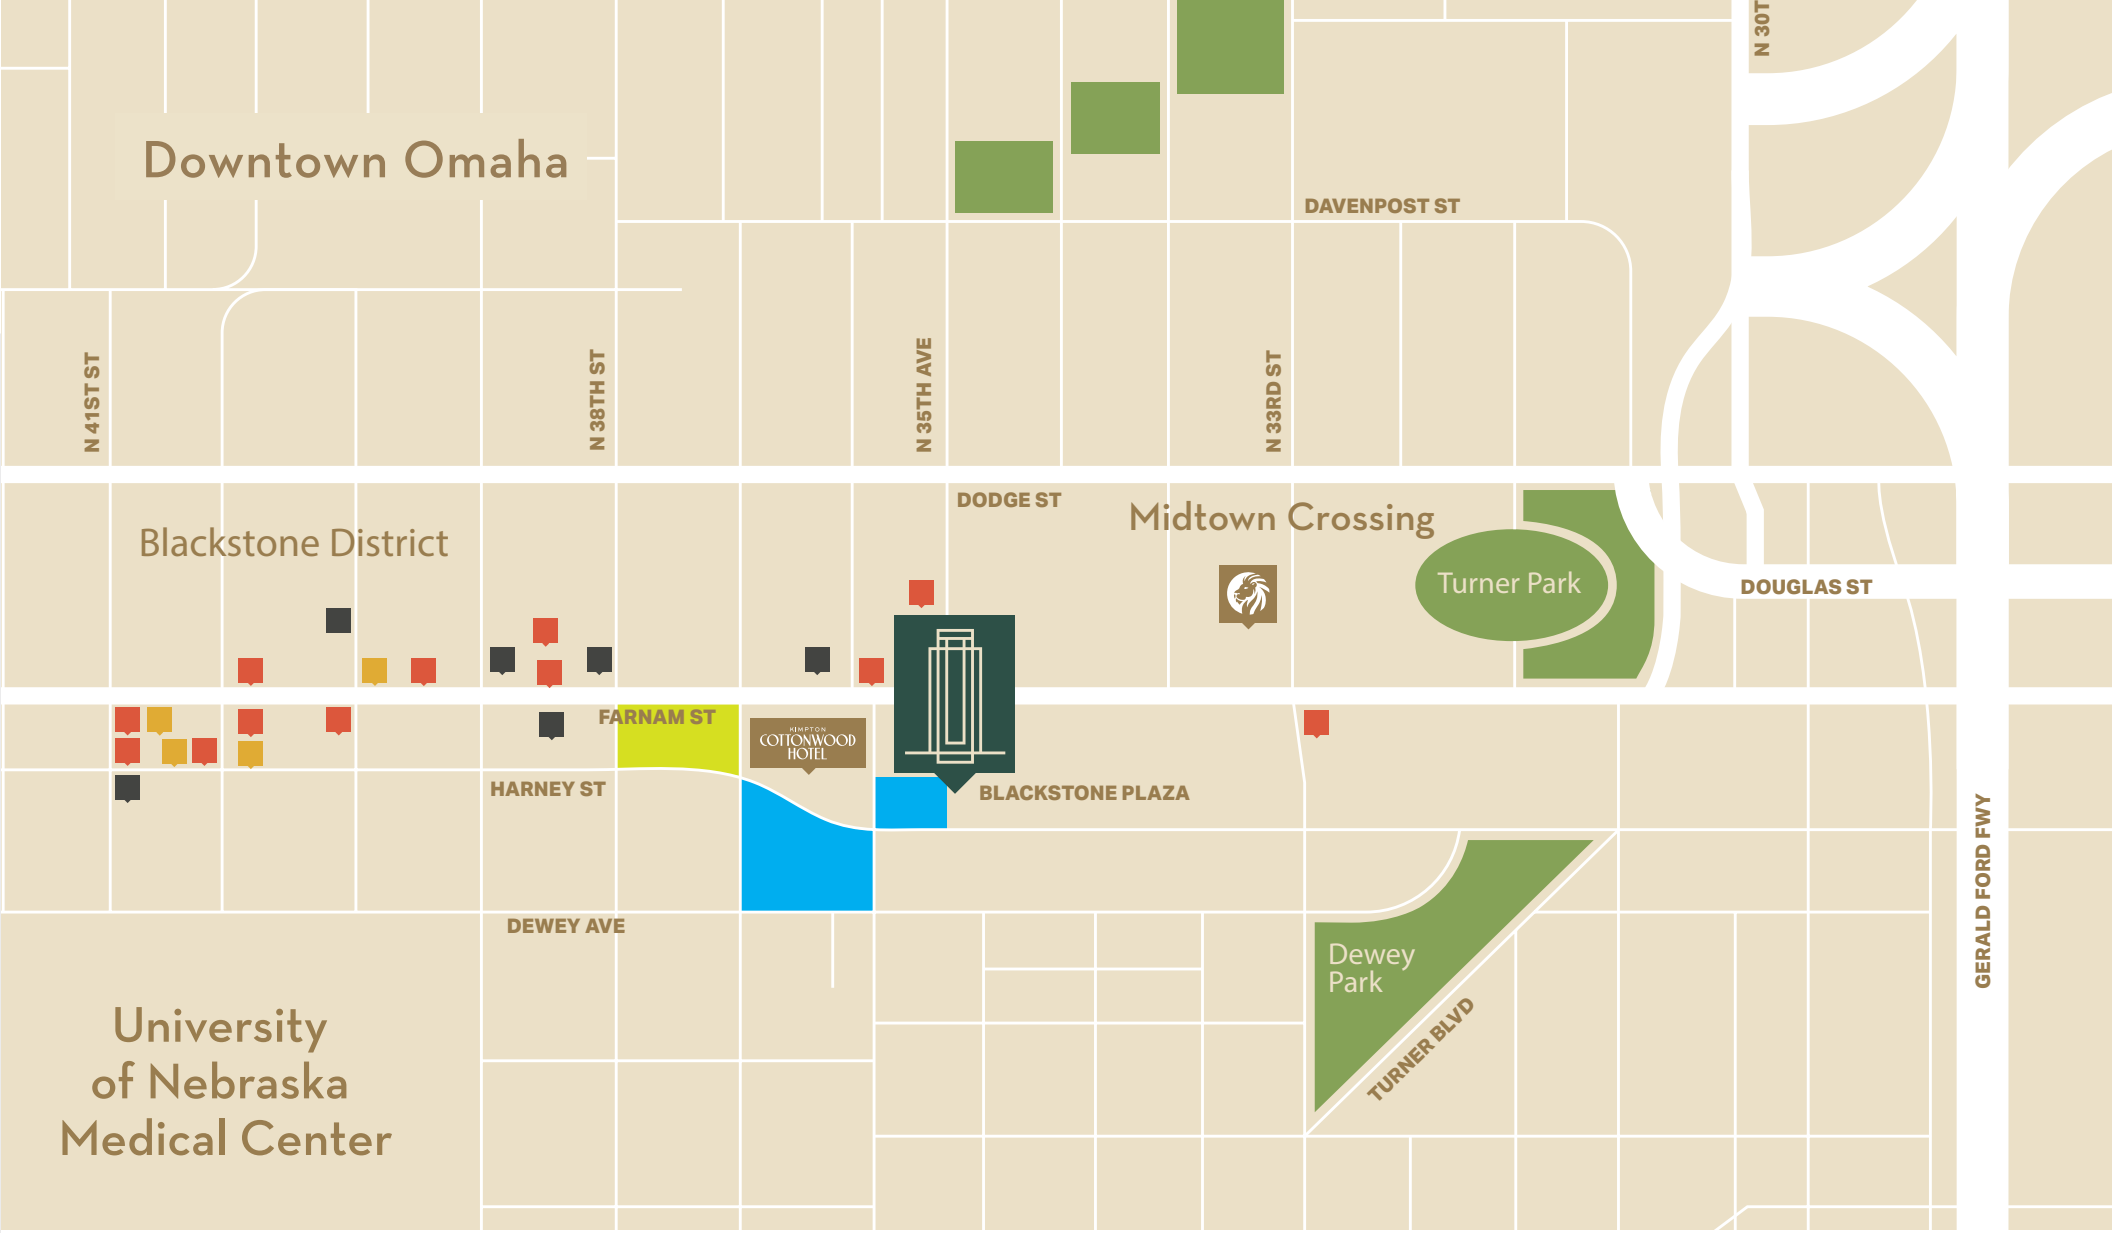 N 30T
Downtown Omaha
DAVENPOST ST
N 41ST ST
N 38TH ST
N 35TH AVE
N 33RD ST
DODGE ST
Midtown Crossing
Blackstone District
Turner Park
DOUGLAS ST
FARNAM ST
KIMPTON
COTTONWOOD
HOTEL
HARNEY ST
BLACKSTONE PLAZA
GERALD FORD FWY
DEWEY AVE
Dewey
Park
TURNER BLVD
University
of Nebraska
Medical Center